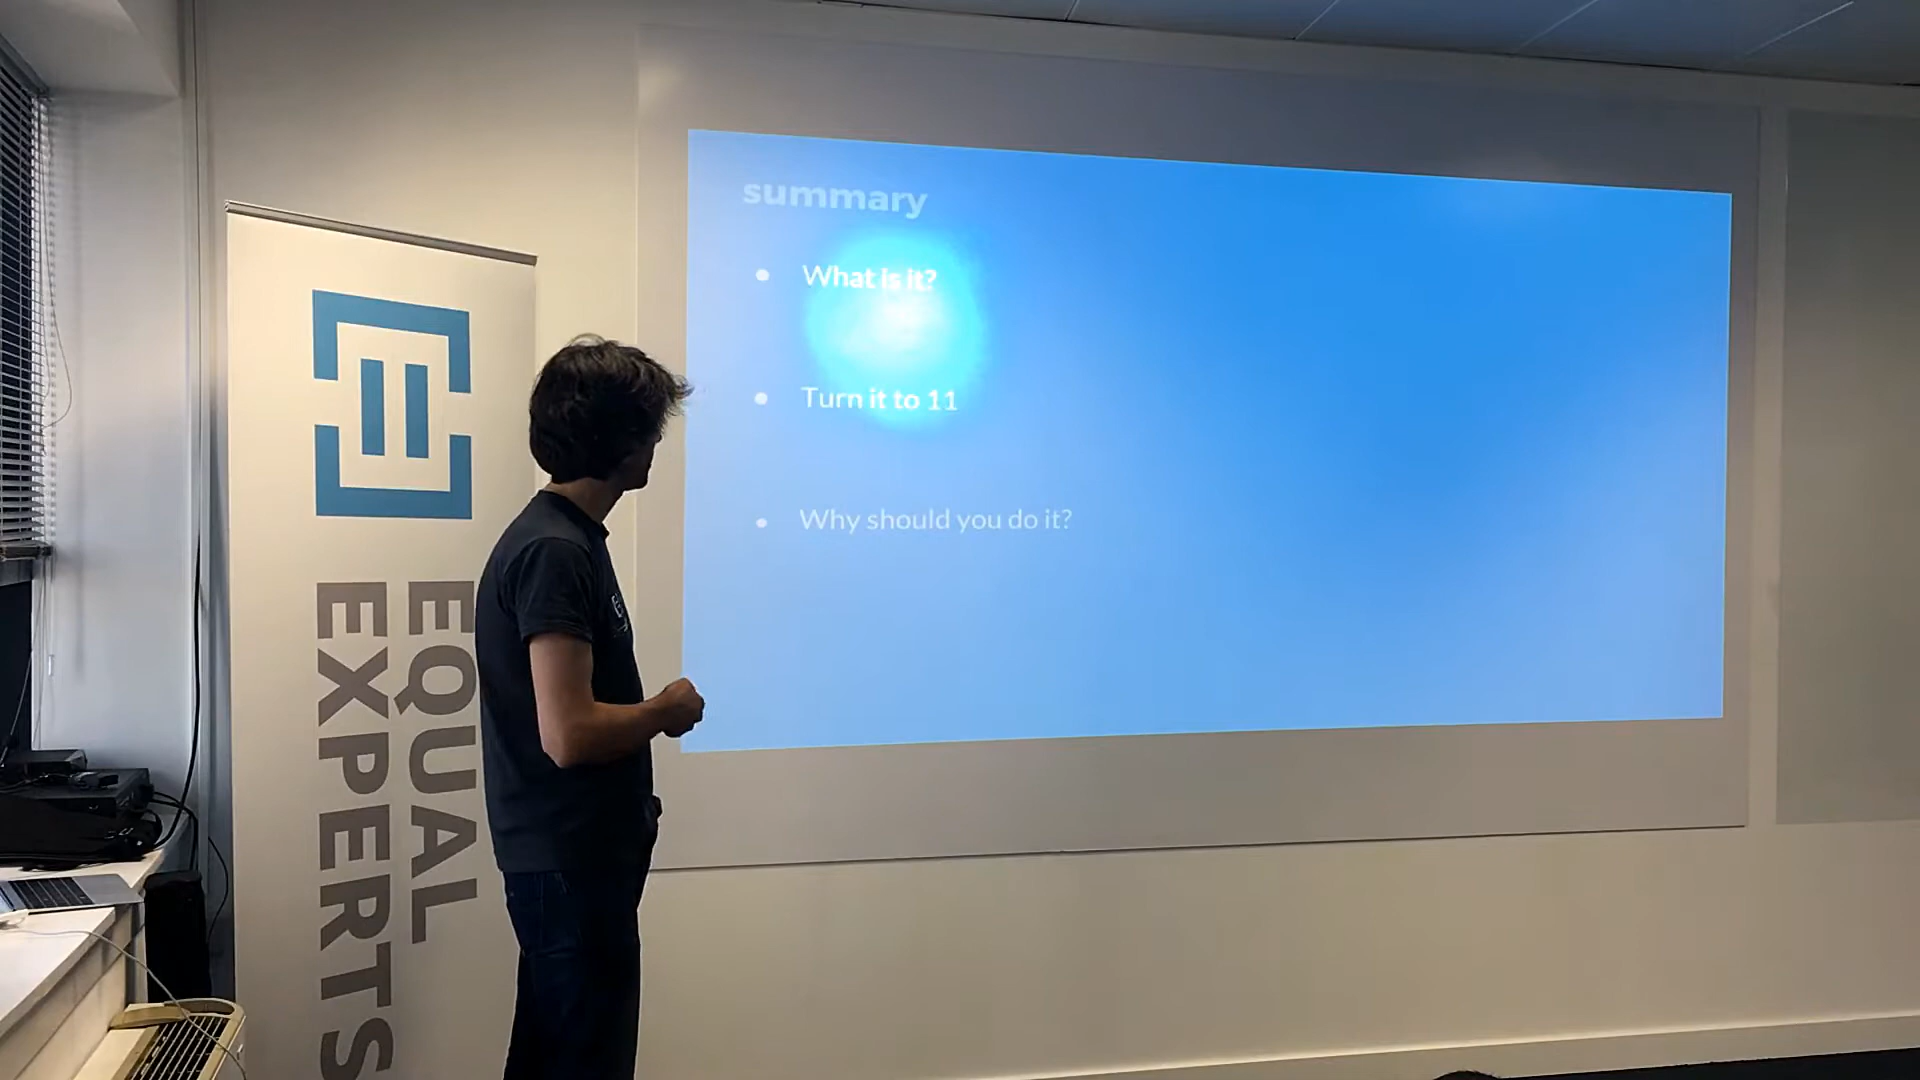 summary
What is it?
Turn it to 11
Why should you do it?
EQUAL
EXPERTS